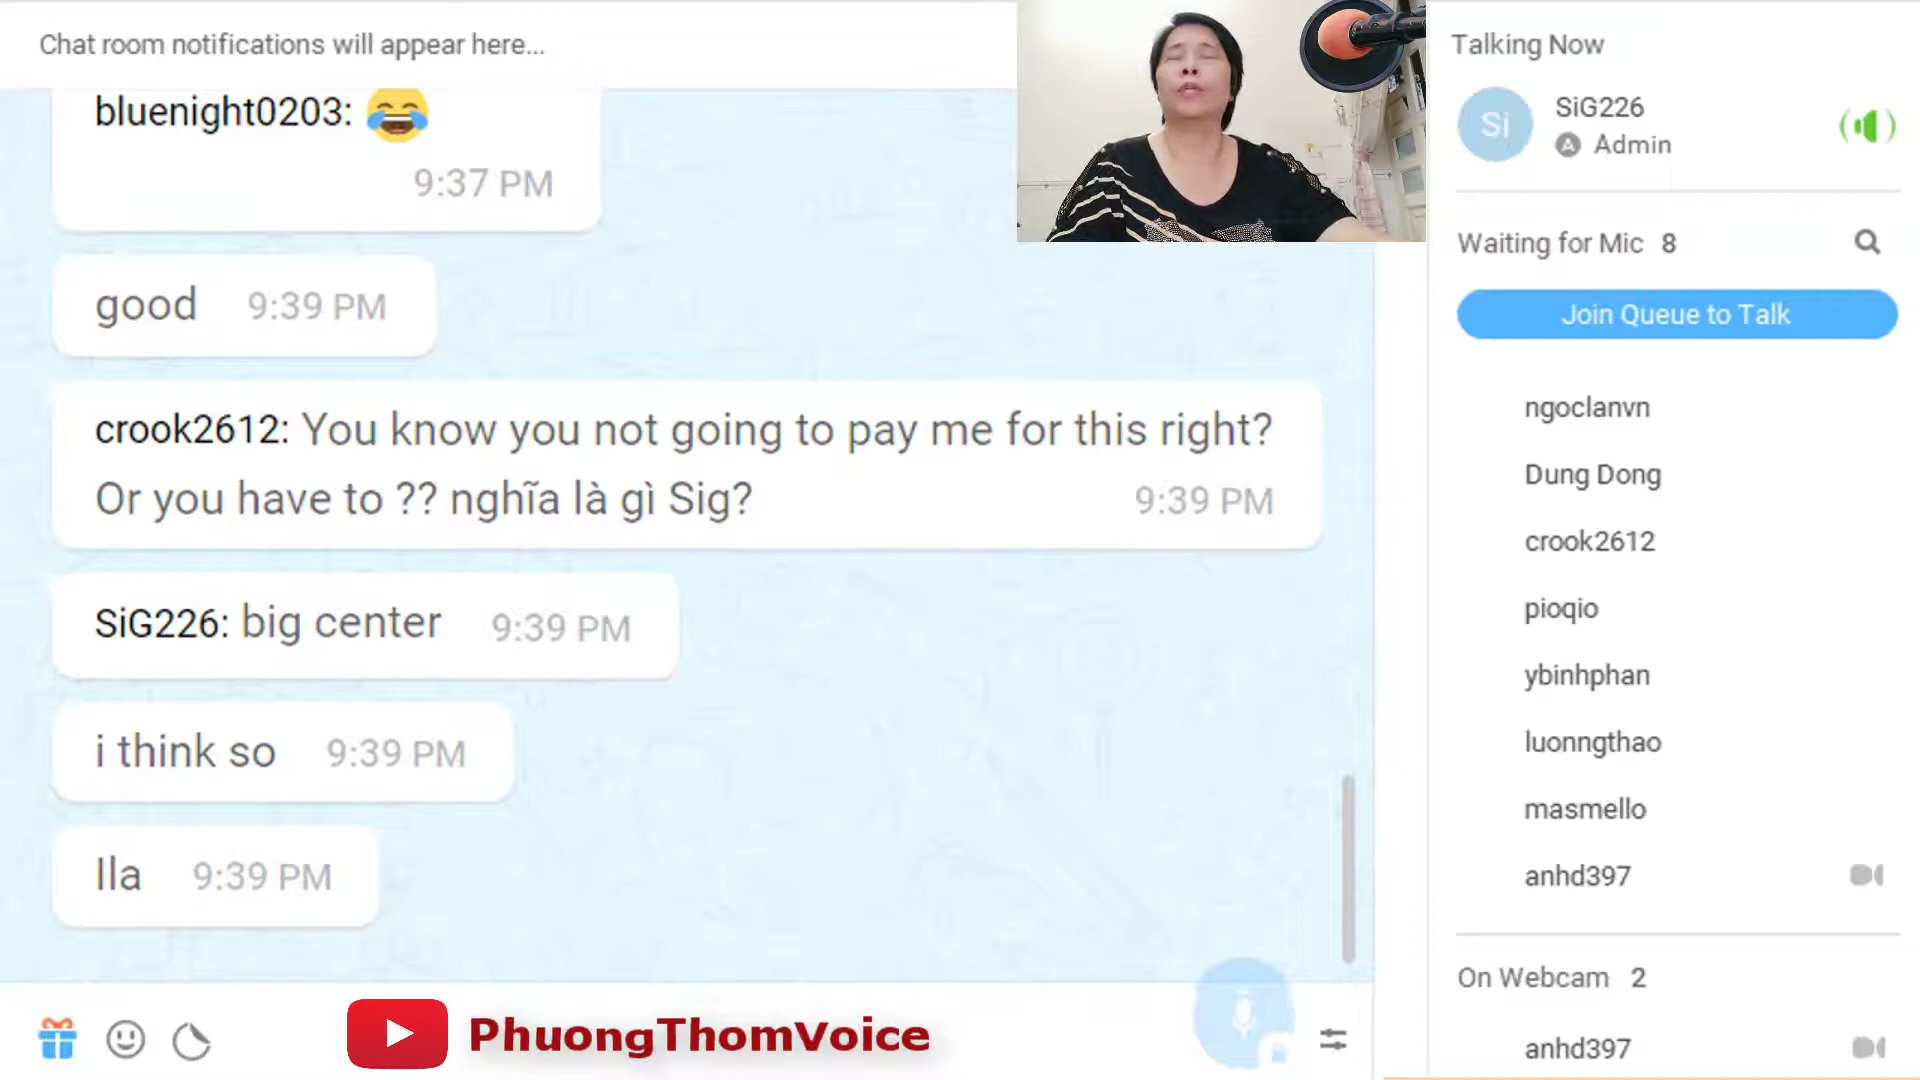 Chat room notifications will appear here...
bluenight0203: 😂
9:37 PM
good 9:39 PM
crook2612: You know you not going to pay me for this right?
Or you have to ?? nghĩa là gì Sig? 9:39 PM
SiG226: big center 9:39 PM
i think so 9:39 PM
Ila 9:39 PM
PhuongThomVoice
Talking Now
Si
SiG226
A Admin
Waiting for Mic 8
Join Queue to Talk
ngoclanvn
Dung Dong
crook2612
pioqio
ybinhphan
luonngthao
masmello
anhd397
On Webcam 2
anhd397